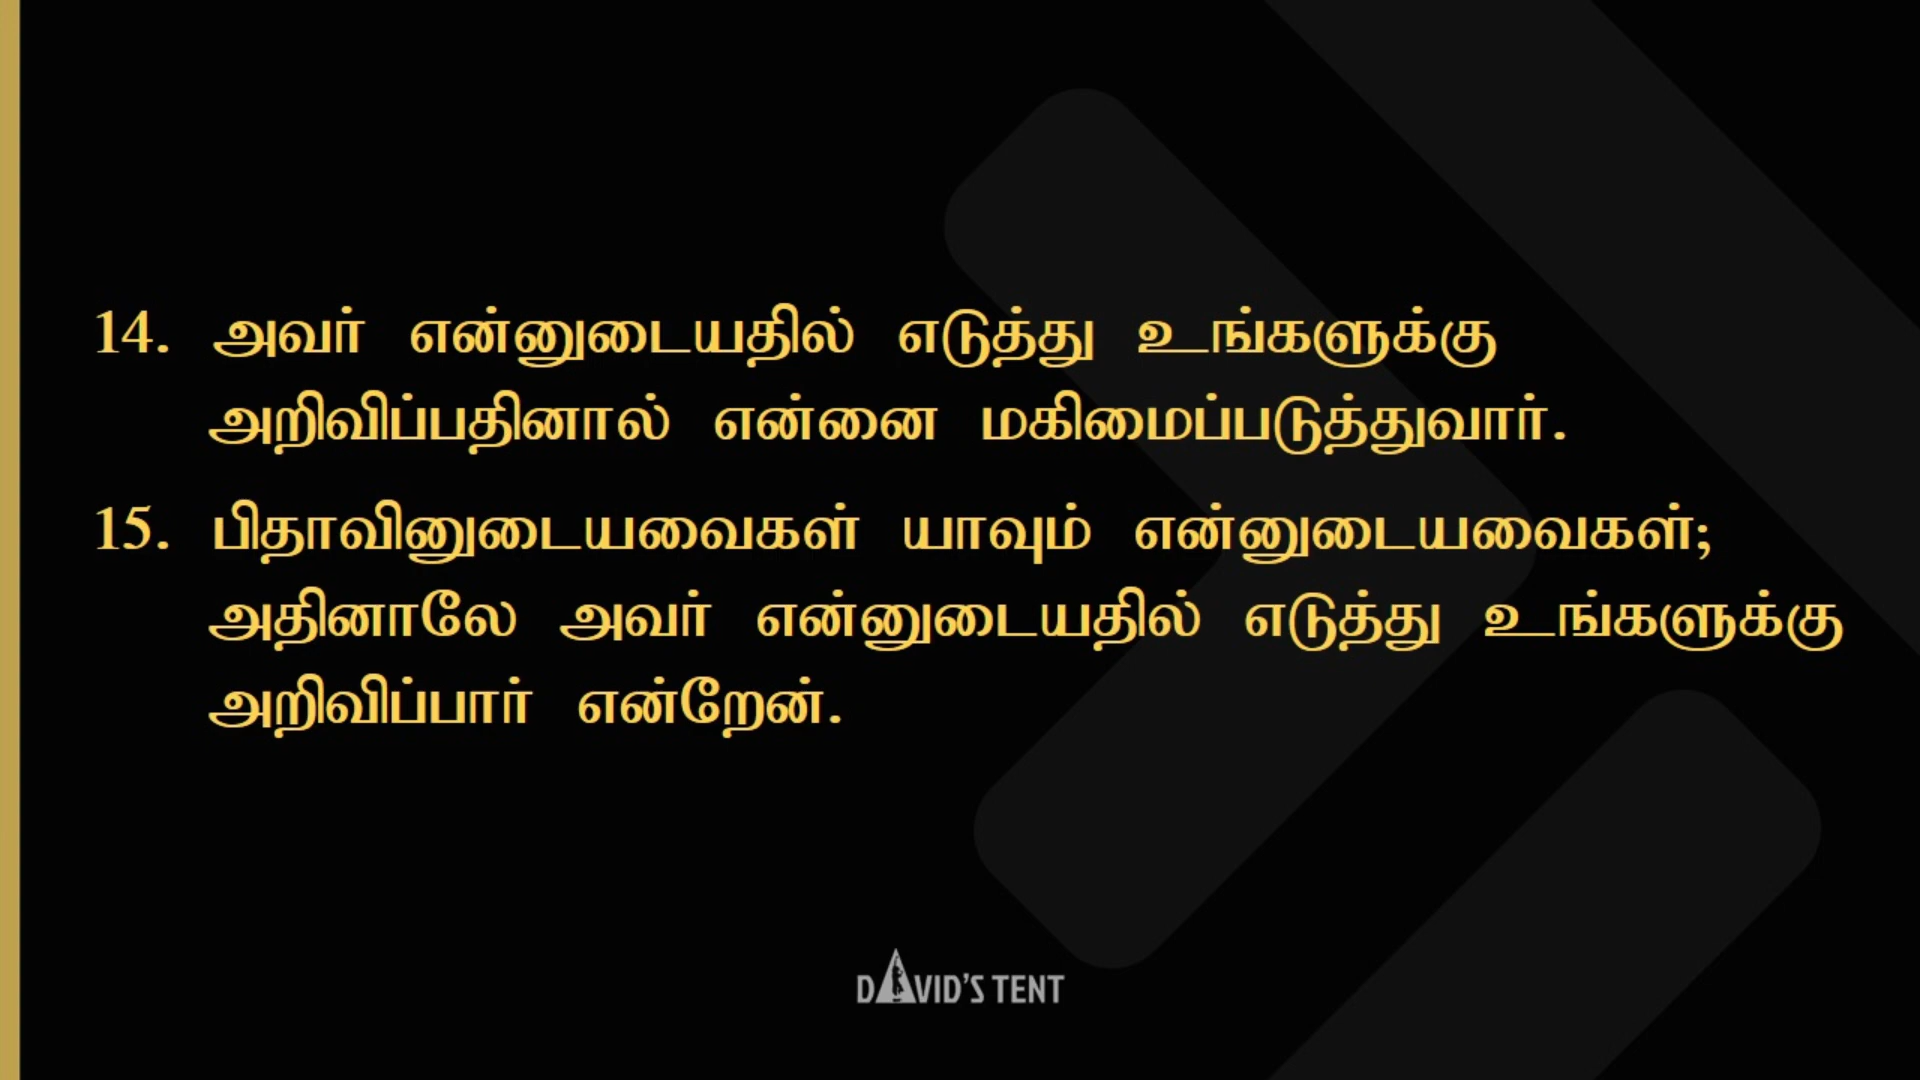 14. அவர் என்னுடையதில் எடுத்து உங்களுக்கு
அறிவிப்பதினால் என்னை மகிமைப்படுத்துவார்.
15. பிதாவினுடையவைகள் யாவும் என்னுடையவைகள்;
அதினாலே அவர் என்னுடையதில் எடுத்து உங்களுக்கு
அறிவிப்பார் என்றேன்.
DAVID'S TENT